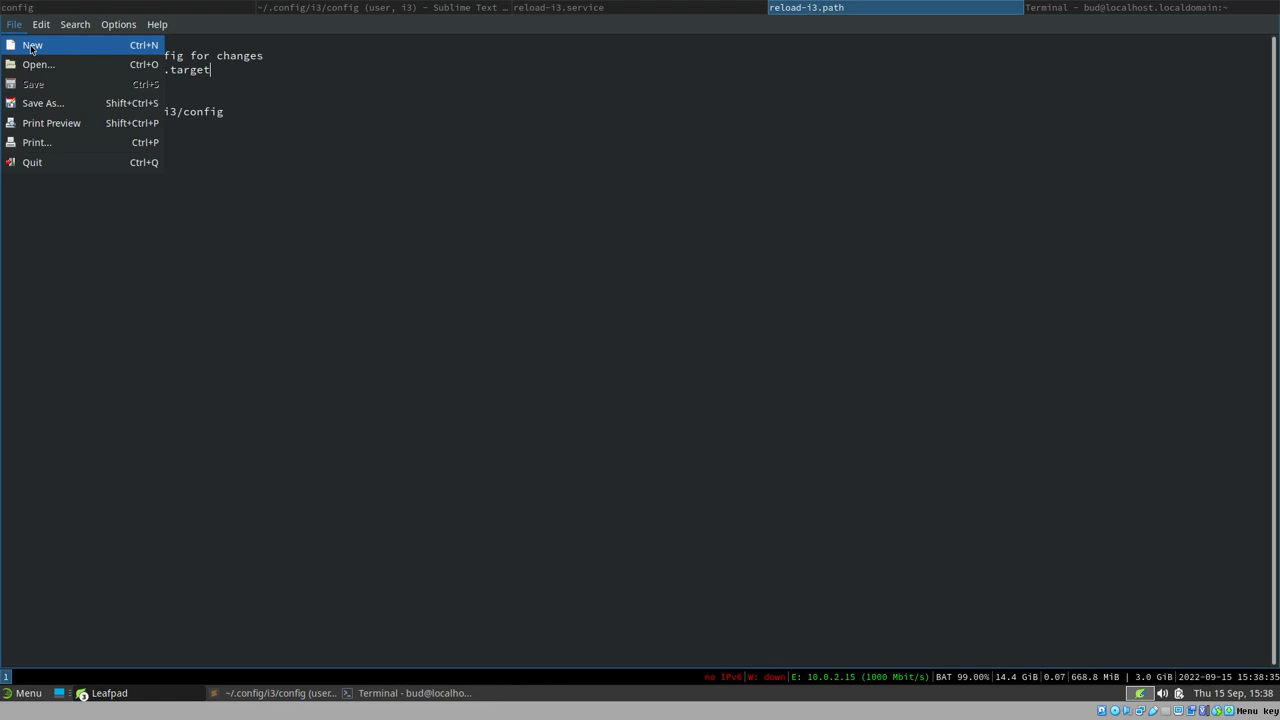 config ~/.config/i3/config (user, i3) – Sublime Text … reload-i3.service reload-i3.path Terminal – bud@localhost.localdomain:~
File Edit Search Options Help
New Ctrl+N
fig for changes
Open... Ctrl+O
.target
Save Ctrl+S
Save As... Shift+Ctrl+S
i3/config
Print Preview Shift+Ctrl+P
Print... Ctrl+P
Quit Ctrl+Q
1 no IPv6|W: down|E: 10.0.2.15 (1000 Mbit/s)|BAT 99.00%|14.4 GiB|0.07|668.8 MiB | 3.0 GiB|2022-09-15 15:38:35
Menu Leafpad ~/.config/i3/config (user... Terminal - bud@localho... Thu 15 Sep, 15:38
Menu key